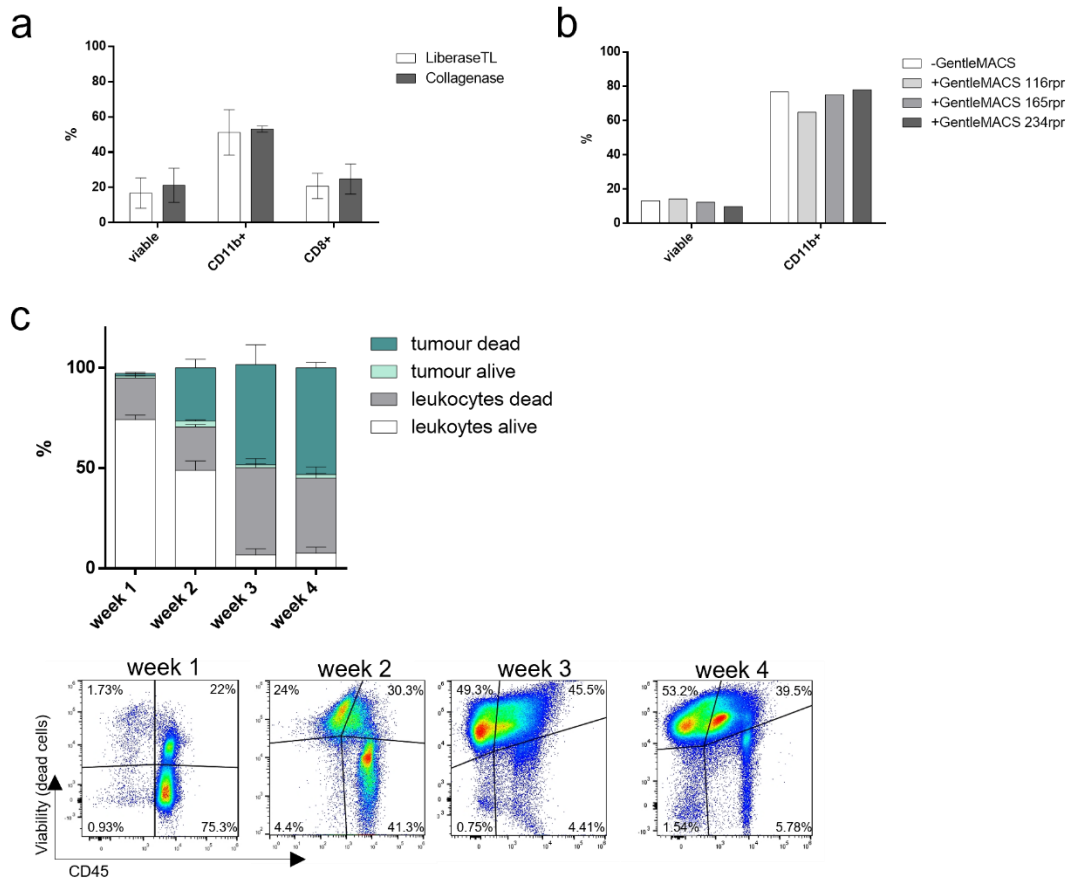 a
100
80
60
40
20
0
%
viable
CD11b+
CD8+
LiberaseTL
Collagenase
b
100
80
60
40
20
0
%
viable
CD11b+
-GentleMACS
+GentleMACS 116rpr
+GentleMACS 165rpr
+GentleMACS 234rpr
c
100
50
0
%
week 1
week 2
week 3
week 4
tumour dead
tumour alive
leukocytes dead
leukoytes alive
week 1
1.73%
22%
0.93%
75.3%
week 2
24%
30.3%
4.4%
41.3%
week 3
49.3%
45.5%
0.75%
4.41%
week 4
53.2%
39.5%
1.54%
5.78%
Viability (dead cells)
CD45